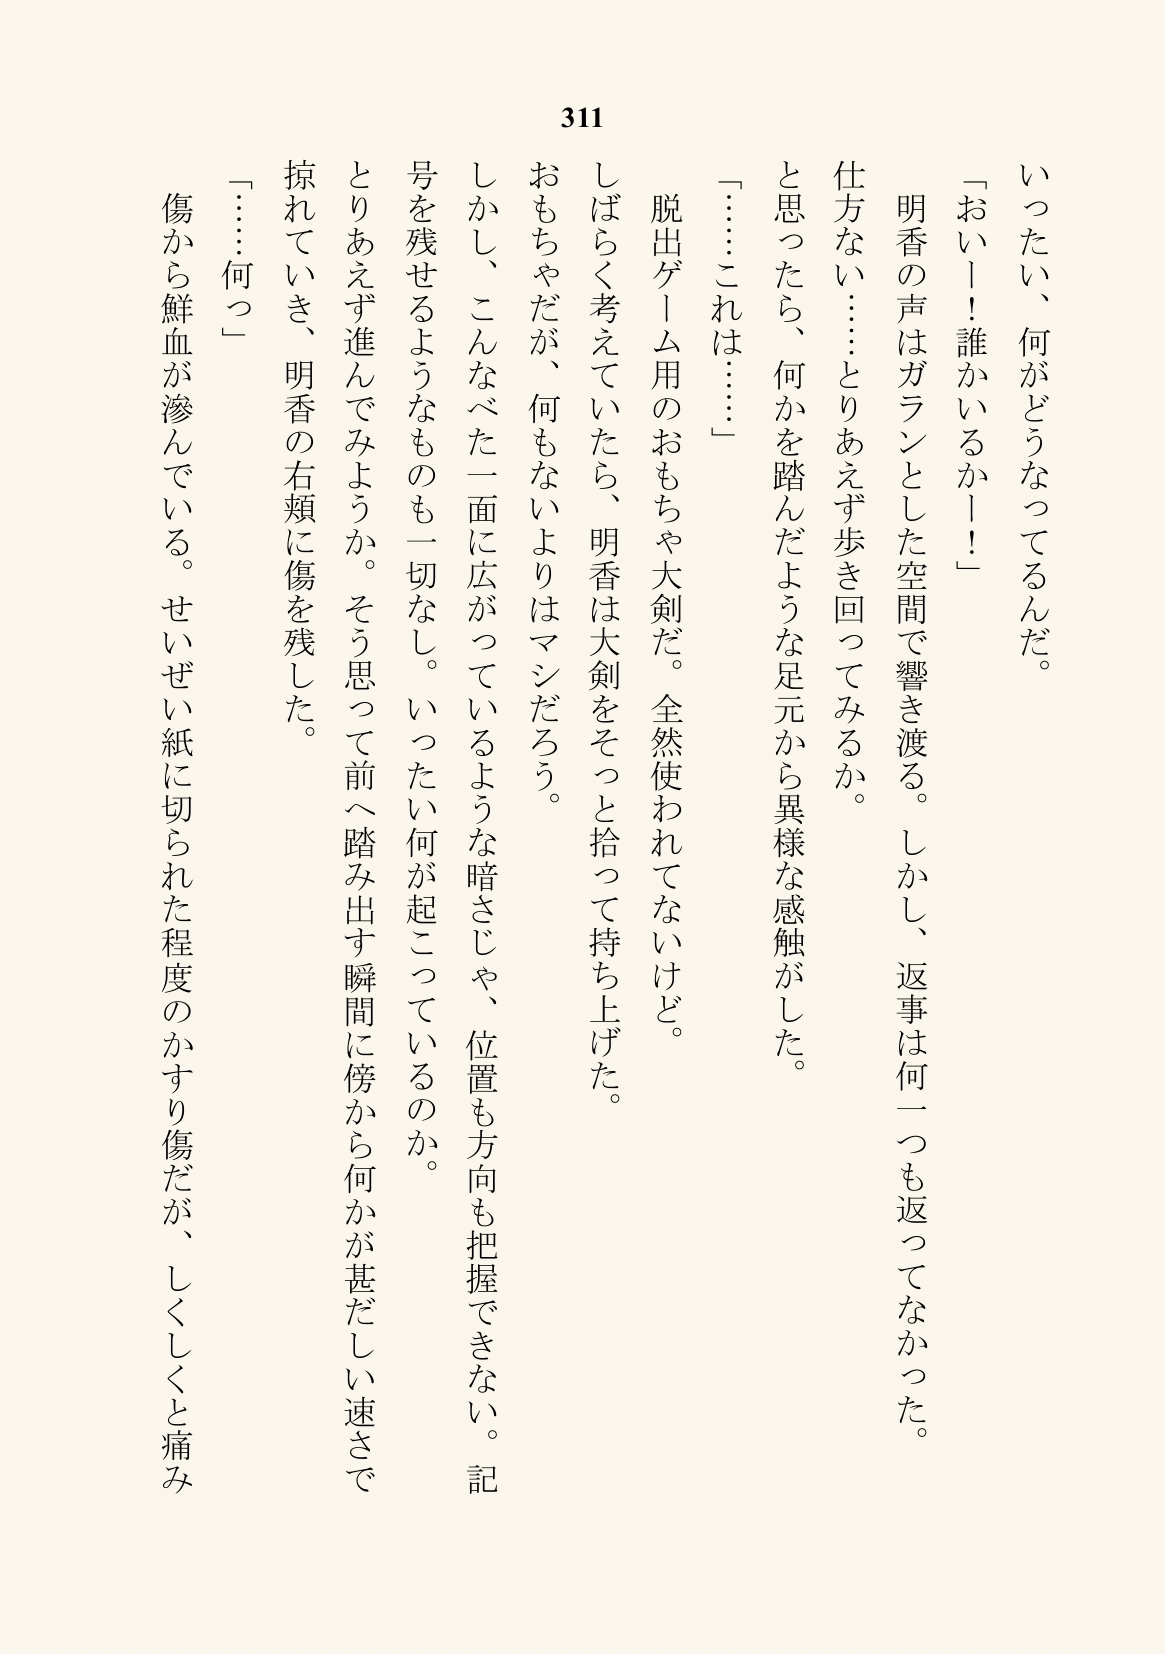 311
いったい、何がどうなってるんだ。
「おいー！誰かいるかー！」
　明香の声はガランとした空間で響き渡る。しかし、返事は何一つも返ってなかった。
仕方ない……とりあえず歩き回ってみるか。
と思ったら、何かを踏んだような足元から異様な感触がした。
「……これは……」
　脱出ゲーム用のおもちゃ大剣だ。全然使われてないけど。
しばらく考えていたら、明香は大剣をそっと拾って持ち上げた。
おもちゃだが、何もないよりはマシだろう。
しかし、こんなべた一面に広がっているような暗さじゃ、位置も方向も把握できない。記
号を残せるようなものも一切なし。いったい何が起こっているのか。
とりあえず進んでみようか。そう思って前へ踏み出す瞬間に傍から何かが甚だしい速さで
掠れていき、明香の右頬に傷を残した。
「……何っ」
　傷から鮮血が滲んでいる。せいぜい紙に切られた程度のかすり傷だが、しくしくと痛み